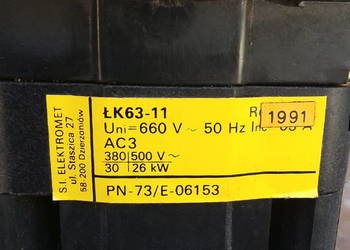 S.I. ELEKTROMET
ul. Staszica 27
58-200 Dzierżoniów
ŁK63-11
1991
Uni=660 V ~ 50 Hz
AC3
380 500 V ~
30 26 kW
PN-73/E-06153